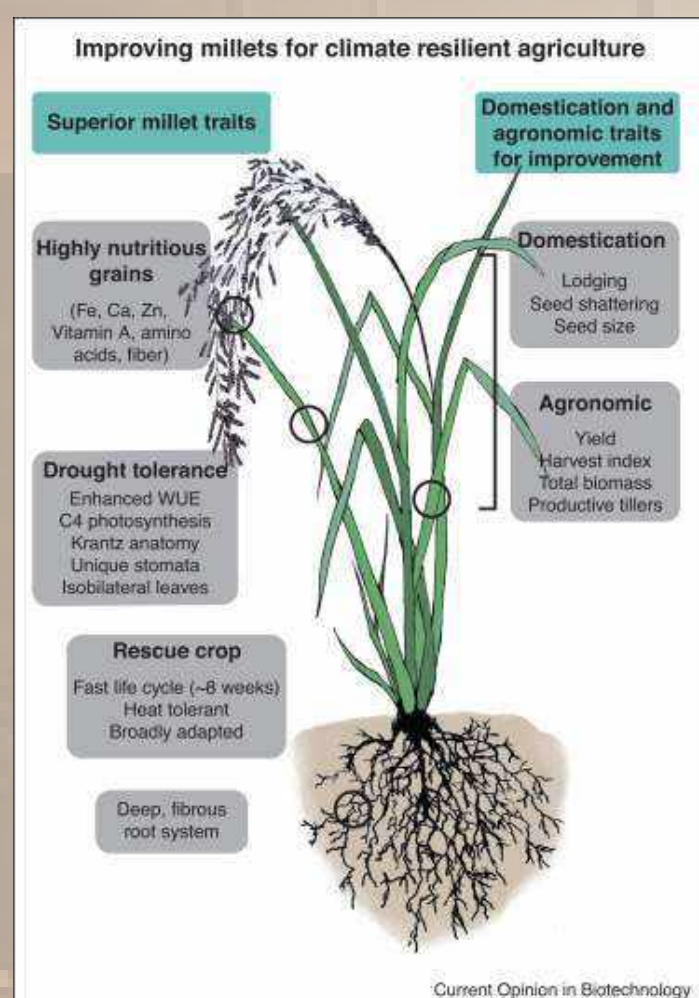 Improving millets for climate resilient agriculture
Superior millet traits
Domestication and
agronomic traits
for improvement
Highly nutritious
grains
(Fe, Ca, Zn,
Vitamin A, amino
acids, fiber)
Domestication
Lodging
Seed shattering
Seed size
Agronomic
Yield
Harvest index
Total biomass
Productive tillers
Drought tolerance
Enhanced WUE
C4 photosynthesis
Krantz anatomy
Unique stomata
Isobilateral leaves
Rescue crop
Fast life cycle (~8 weeks)
Heat tolerant
Broadly adapted
Deep, fibrous
root system
Current Opinion in Biotechnology